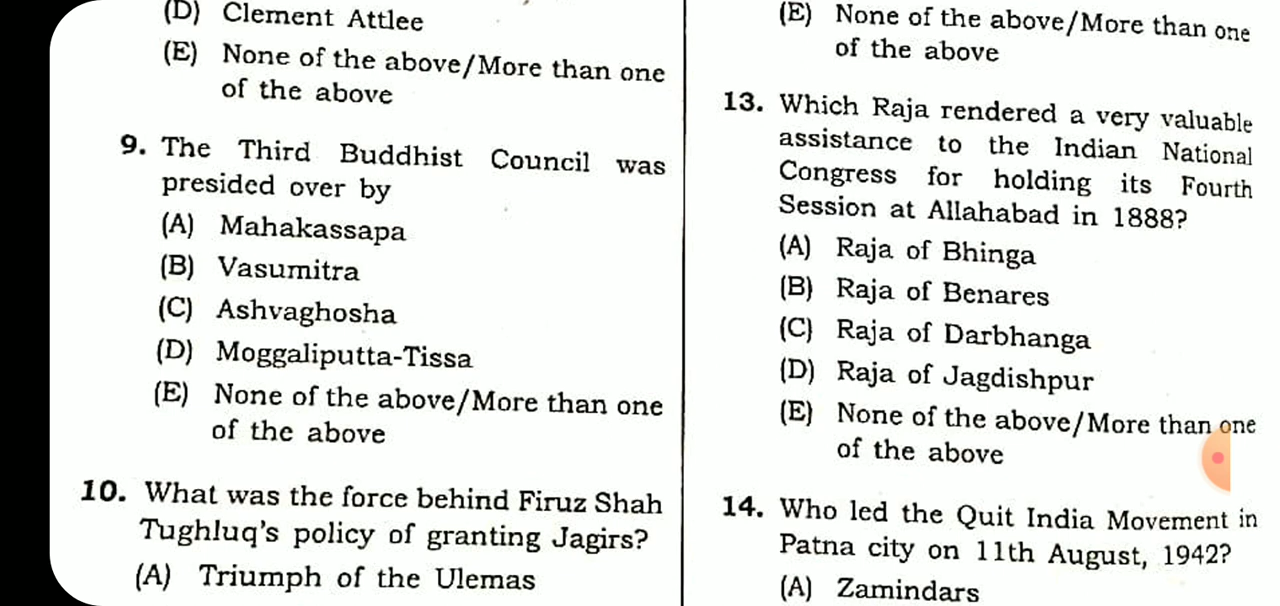 (D) Clement Attlee
(E) None of the above/More than one
of the above
9. The Third Buddhist Council was
presided over by
(A) Mahakassapa
(B) Vasumitra
(C) Ashvaghosha
(D) Moggaliputta-Tissa
(E) None of the above/More than one
of the above
10. What was the force behind Firuz Shah
Tughluq's policy of granting Jagirs?
(A) Triumph of the Ulemas
(E) None of the above/More than one
of the above
13. Which Raja rendered a very valuable
assistance to the Indian National
Congress for holding its Fourth
Session at Allahabad in 1888?
(A) Raja of Bhinga
(B) Raja of Benares
(C) Raja of Darbhanga
(D) Raja of Jagdishpur
(E) None of the above/More than one
of the above
14. Who led the Quit India Movement in
Patna city on 11th August, 1942?
(A) Zamindars